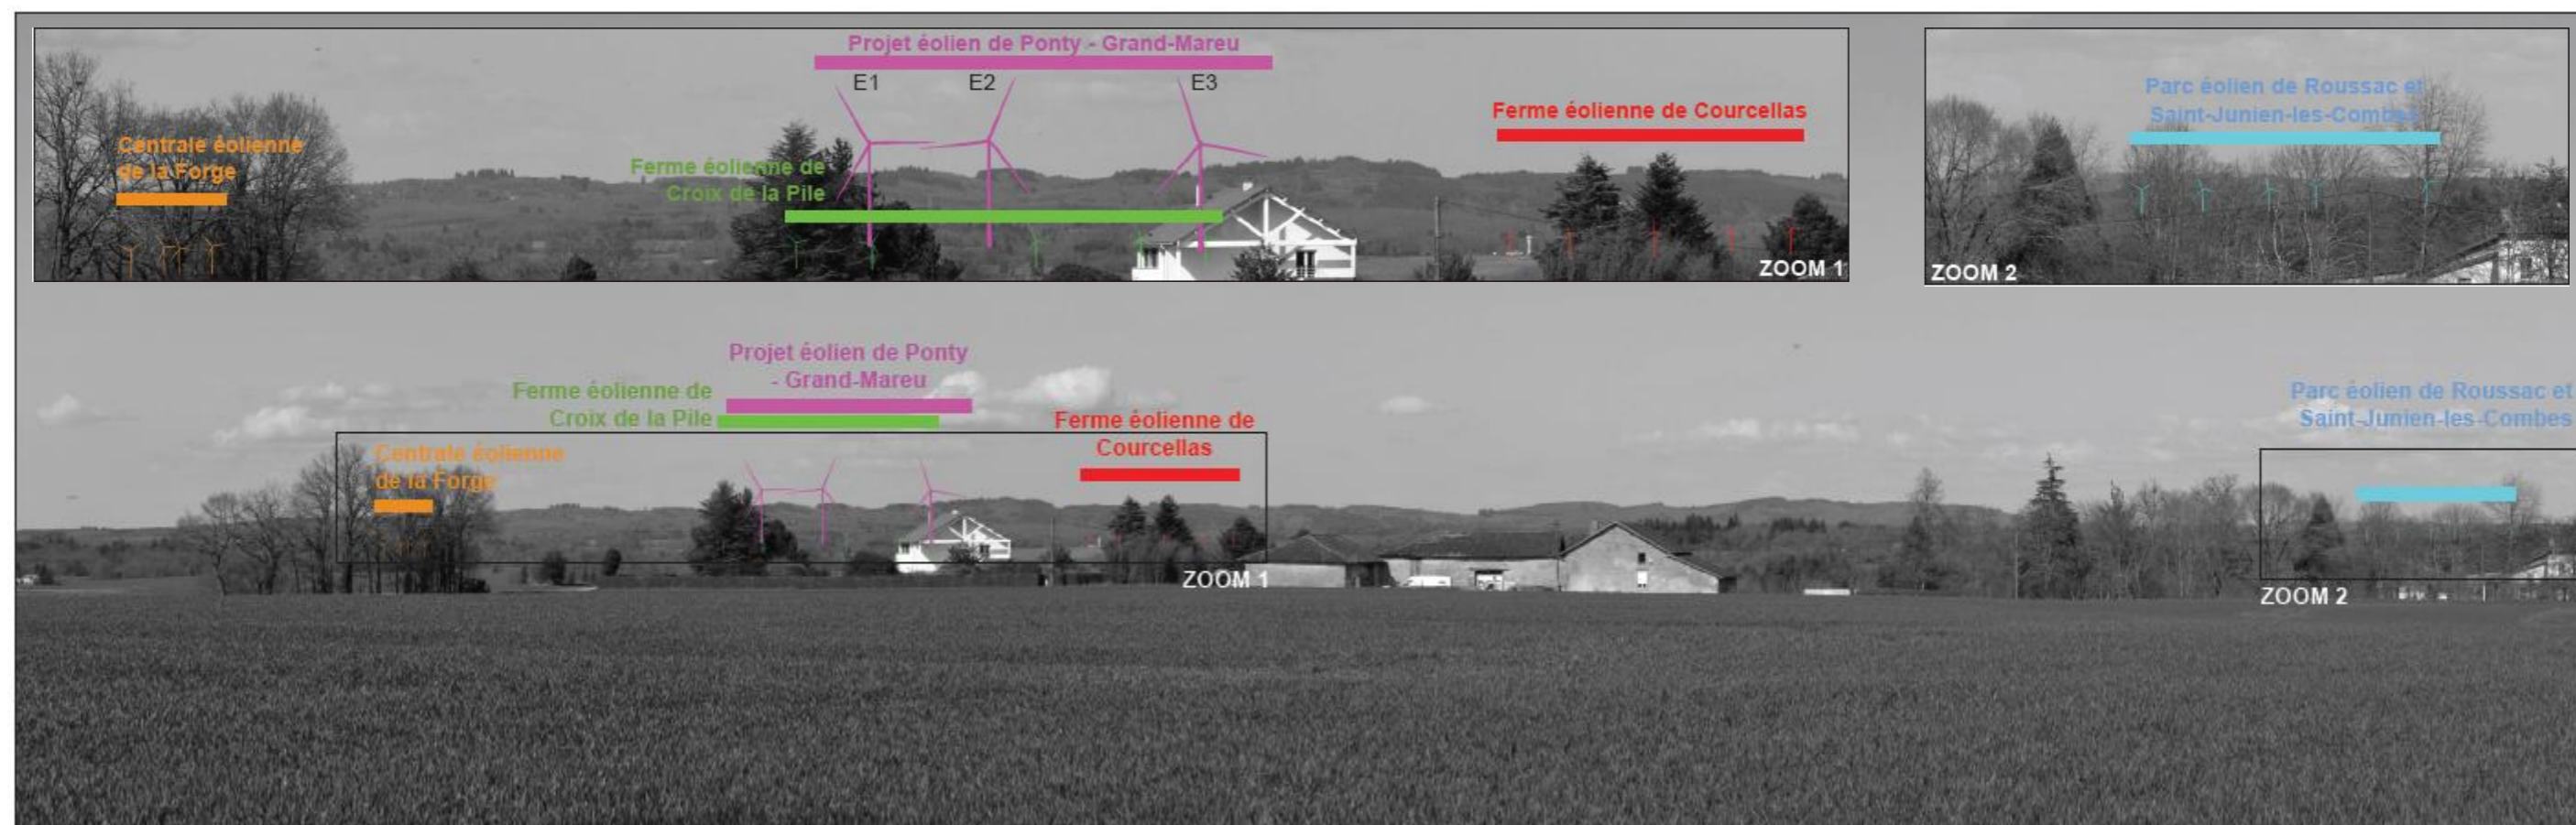 Projet éolien de Ponty - Grand-Mareu
E1 E2 E3
Ferme éolienne de Courcellas
Centrale éolienne
de la Forge
Ferme éolienne de
Croix de la Pile
ZOOM 1
Parc éolien de Roussac et
Saint-Junien-les-Combes
ZOOM 2
Projet éolien de Ponty
- Grand-Mareu
Ferme éolienne de
Croix de la Pile
Ferme éolienne de
Courcellas
Centrale éolienne
de la Forge
ZOOM 1
Parc éolien de Roussac et
Saint-Junien-les-Combes
ZOOM 2